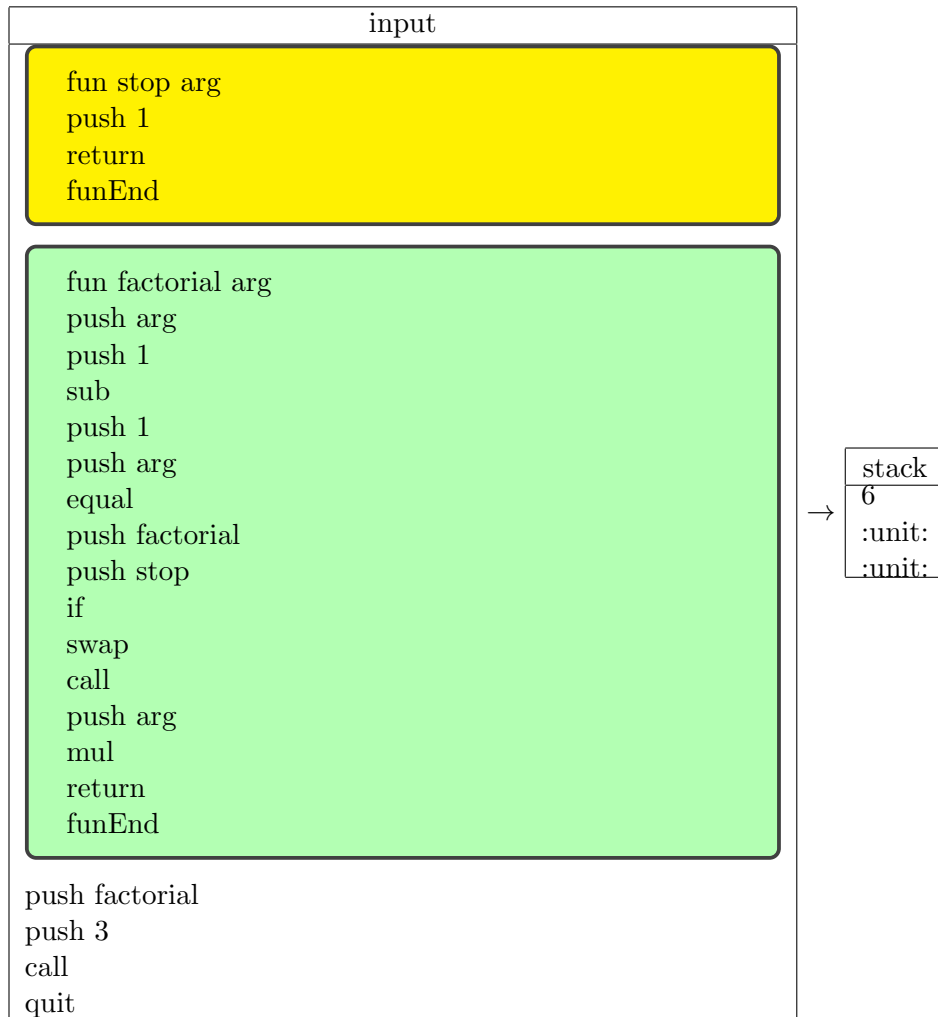 input
fun stop arg
push 1
return
funEnd
fun factorial arg
push arg
push 1
sub
push 1
push arg
equal
push factorial
push stop
if
swap
call
push arg
mul
return
funEnd
push factorial
push 3
call
quit
→
stack
6
:unit:
:unit: